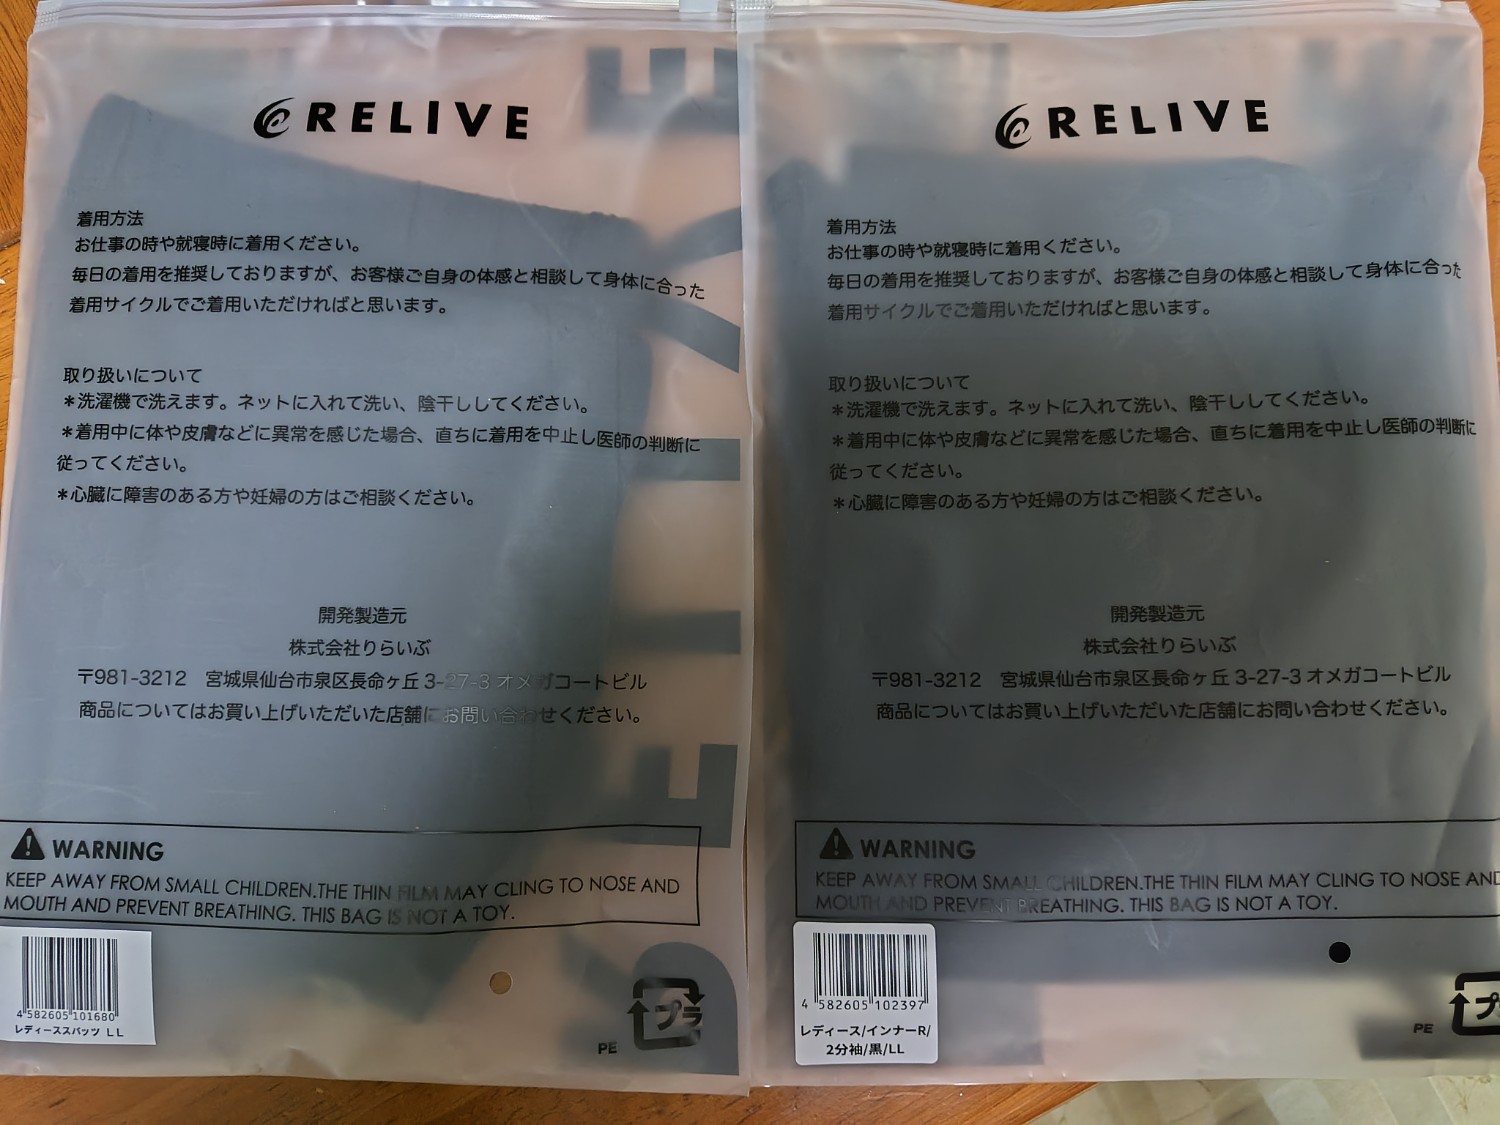 RELIVE
着用方法
お仕事の時や就寝時に着用ください。
毎日の着用を推奨しておりますが、お客様ご自身の体感と相談して身体に合った
着用サイクルでご着用いただければと思います。
取り扱いについて
*洗濯機で洗えます。ネットに入れて洗い、陰干ししてください。
*着用中に体や皮膚などに異常を感じた場合、直ちに着用を中止し医師の判断に
従ってください。
*心臓に障害のある方や妊婦の方はご相談ください。
開発製造元
株式会社りらいぶ
〒981-3212 宮城県仙台市泉区長命ヶ丘 3-27-3 オメガコートビル
商品についてはお買い上げいただいた店舗にお問い合わせください。
WARNING
KEEP AWAY FROM SMALL CHILDREN.THE THIN FILM MAY CLING TO NOSE AND
MOUTH AND PREVENT BREATHING. THIS BAG IS NOT A TOY.
4 582605 101680
レディーススパッツ LL
PE
プラ
RELIVE
着用方法
お仕事の時や就寝時に着用ください。
毎日の着用を推奨しておりますが、お客様ご自身の体感と相談して身体に合った
着用サイクルでご着用いただければと思います。
取り扱いについて
*洗濯機で洗えます。ネットに入れて洗い、陰干ししてください。
*着用中に体や皮膚などに異常を感じた場合、直ちに着用を中止し医師の判断に
従ってください。
*心臓に障害のある方や妊婦の方はご相談ください。
開発製造元
株式会社りらいぶ
〒981-3212 宮城県仙台市泉区長命ヶ丘 3-27-3 オメガコートビル
商品についてはお買い上げいただいた店舗にお問い合わせください。
WARNING
KEEP AWAY FROM SMALL CHILDREN.THE THIN FILM MAY CLING TO NOSE AND
MOUTH AND PREVENT BREATHING. THIS BAG IS NOT A TOY.
4 582605 102397
レディース/インナーR/
2分袖/黒/LL
PE
プ